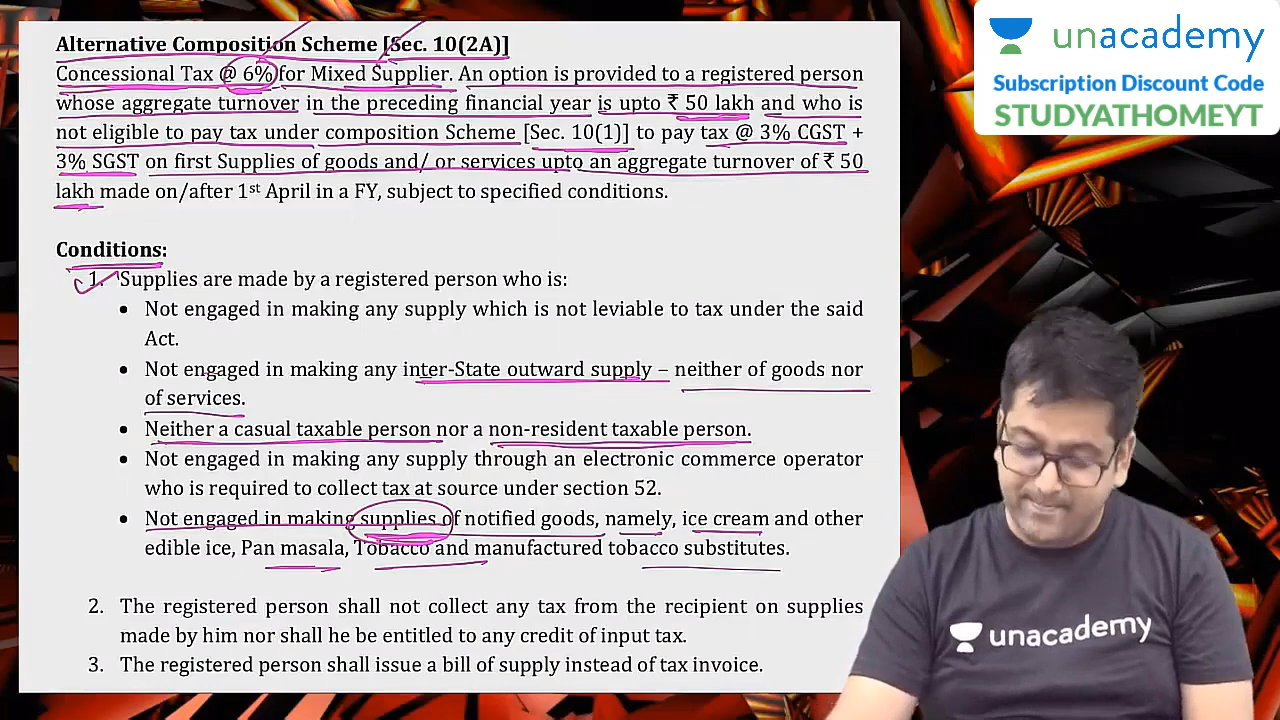 Alternative Composition Scheme [Sec. 10(2A)]
Concessional Tax @ 6% for Mixed Supplier. An option is provided to a registered person
whose aggregate turnover in the preceding financial year is upto ₹ 50 lakh and who is
not eligible to pay tax under composition Scheme [Sec. 10(1)] to pay tax @ 3% CGST +
3% SGST on first Supplies of goods and/ or services upto an aggregate turnover of ₹ 50
lakh made on/after 1st April in a FY, subject to specified conditions.
Conditions:
1. Supplies are made by a registered person who is:
• Not engaged in making any supply which is not leviable to tax under the said
Act.
• Not engaged in making any inter-State outward supply – neither of goods nor
of services.
• Neither a casual taxable person nor a non-resident taxable person.
• Not engaged in making any supply through an electronic commerce operator
who is required to collect tax at source under section 52.
• Not engaged in making supplies of notified goods, namely, ice cream and other
edible ice, Pan masala, Tobacco and manufactured tobacco substitutes.
2. The registered person shall not collect any tax from the recipient on supplies
made by him nor shall he be entitled to any credit of input tax.
3. The registered person shall issue a bill of supply instead of tax invoice.
unacademy
Subscription Discount Code
STUDYATHOMEYT
unacademy